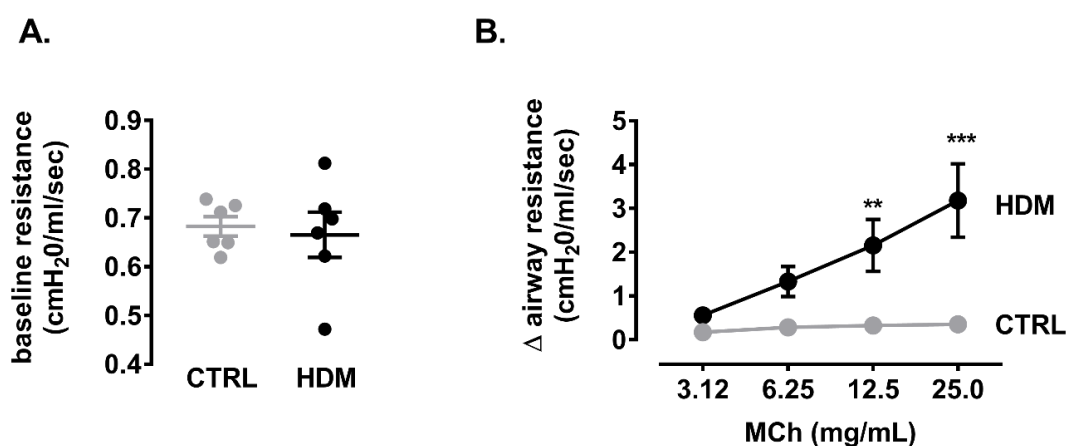 A.
baseline resistance
(cmH20/ml/sec)
0.9
0.8
0.7
0.6
0.5
0.4
CTRL HDM
B.
Δ airway resistance
(cmH20/ml/sec)
5
4
3
2
1
0
**
***
HDM
CTRL
3.12 6.25 12.5 25.0
MCh (mg/mL)